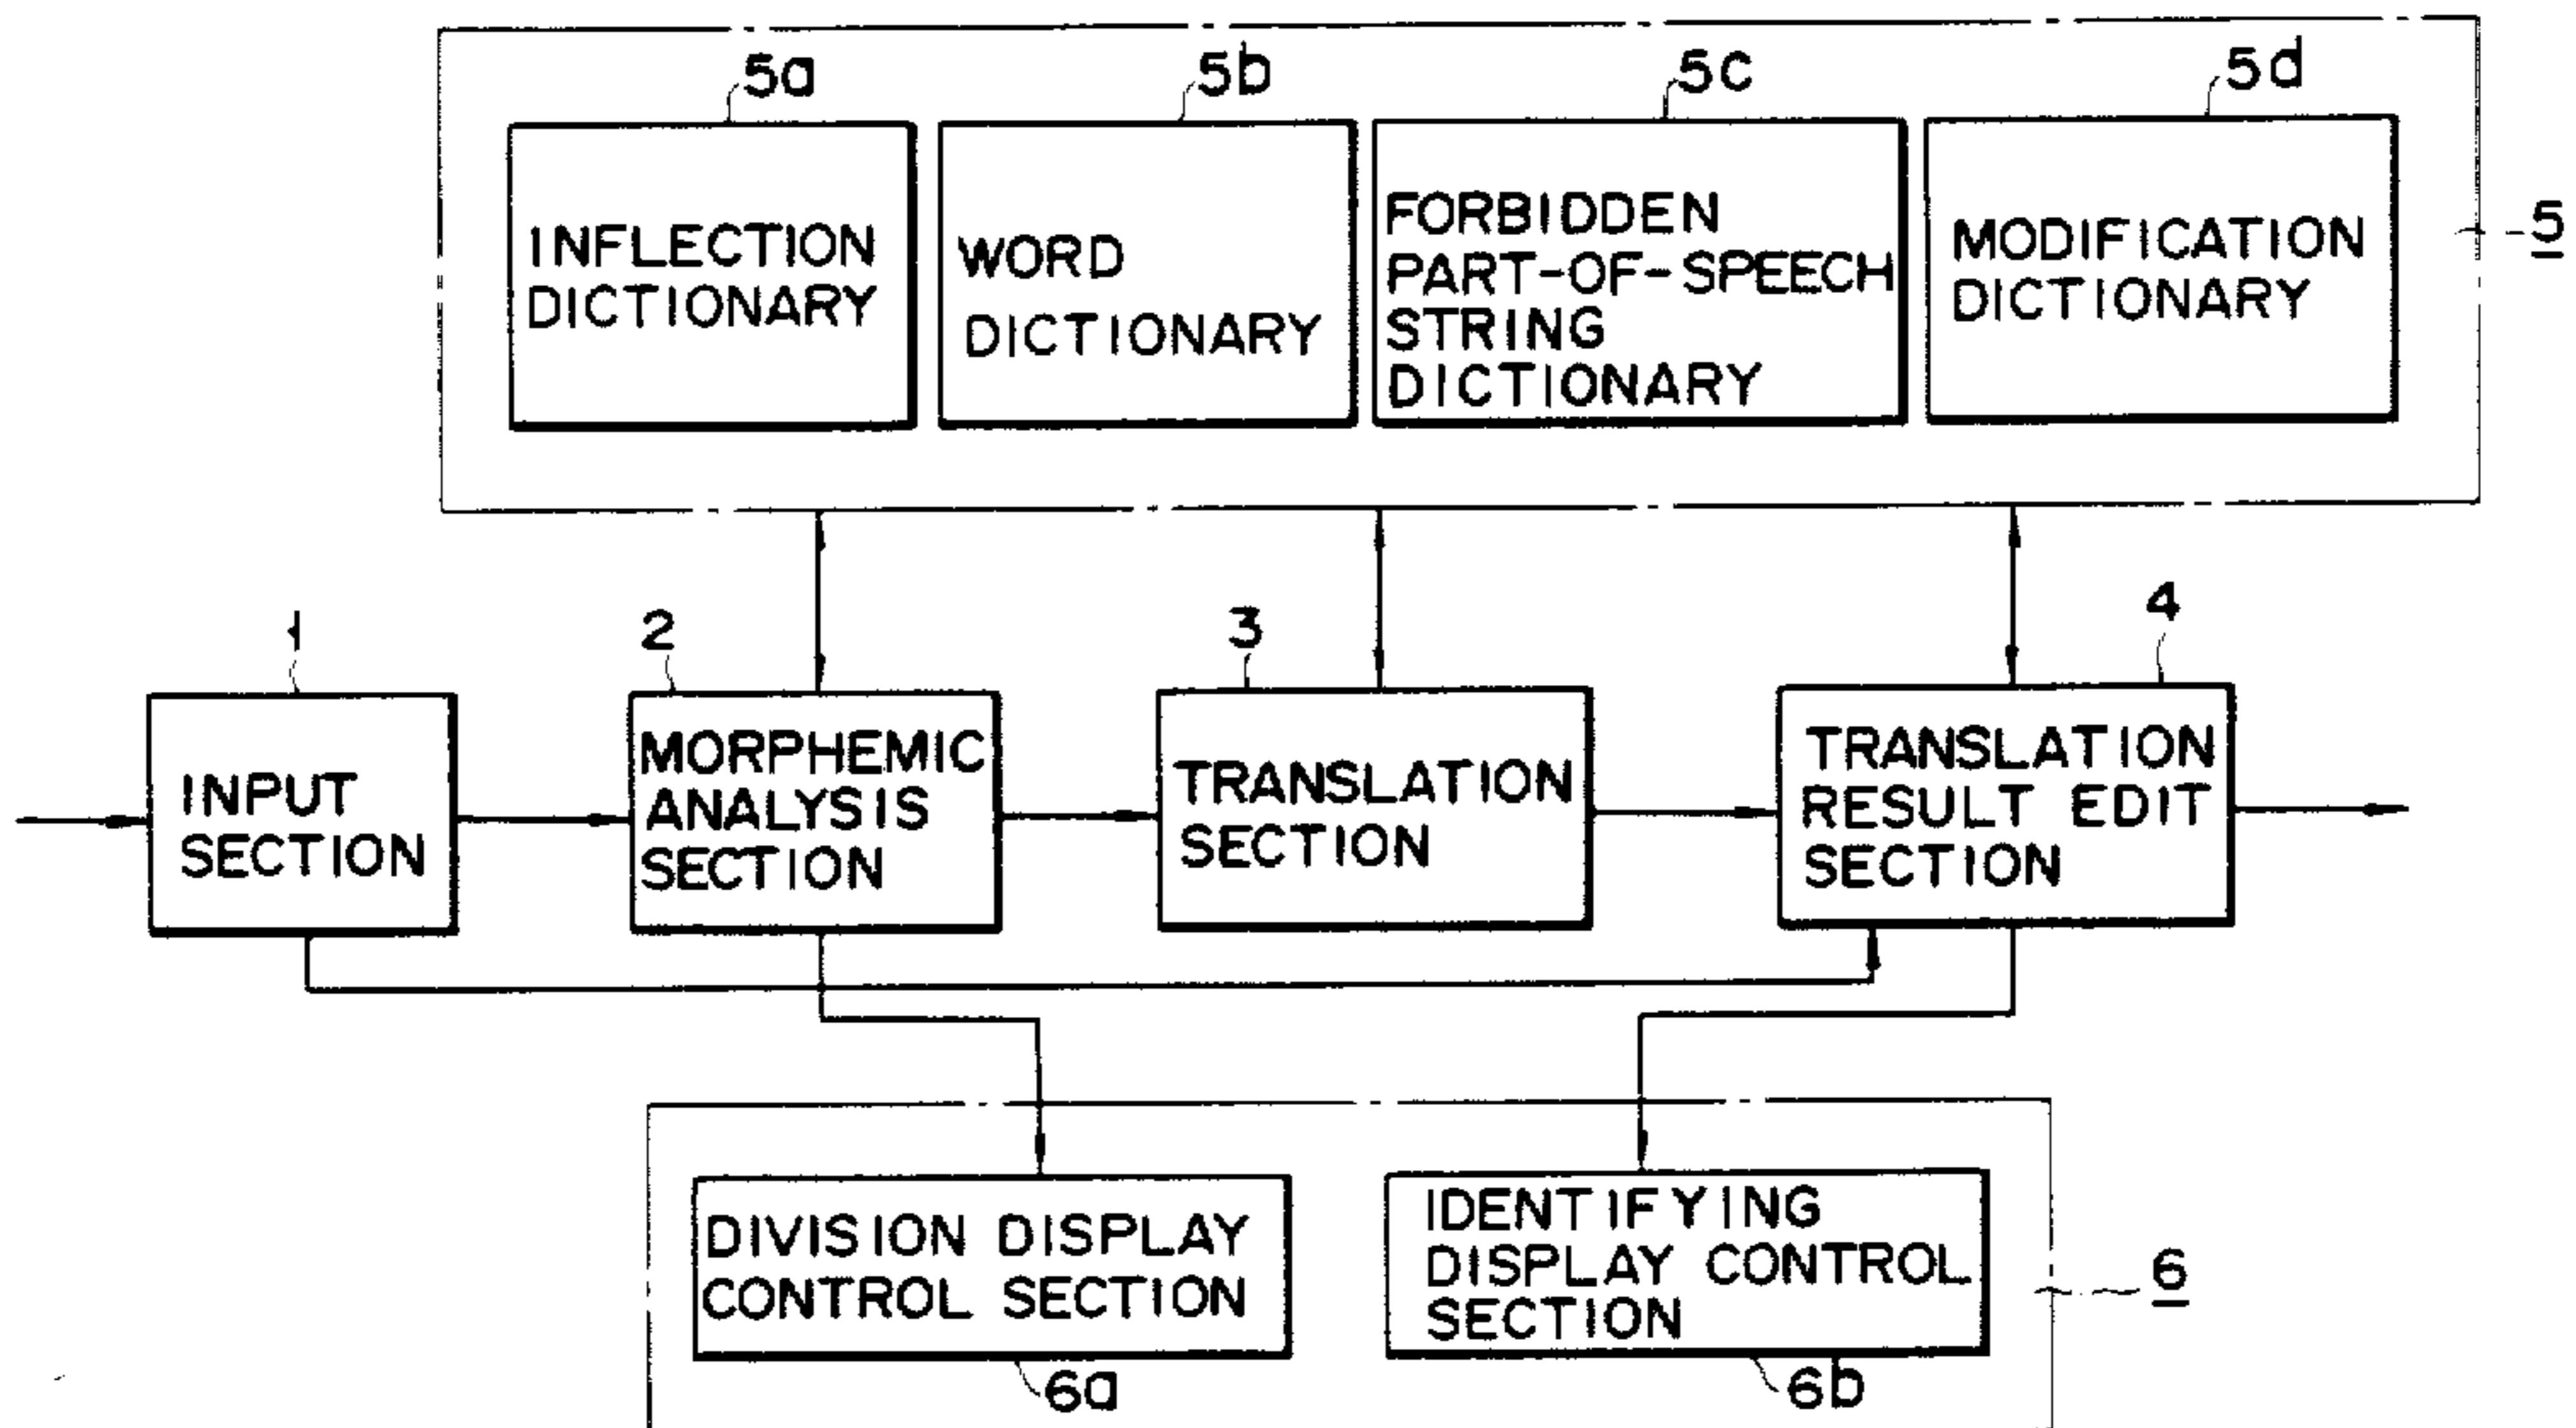 5a
5b
5c
5d
INFLECTION
DICTIONARY
WORD
DICTIONARY
FORBIDDEN
PART-OF-SPEECH
STRING
DICTIONARY
MODIFICATION
DICTIONARY
5
1
2
3
4
INPUT
SECTION
MORPHEMIC
ANALYSIS
SECTION
TRANSLATION
SECTION
TRANSLATION
RESULT EDIT
SECTION
DIVISION DISPLAY
CONTROL SECTION
IDENTIFYING
DISPLAY CONTROL
SECTION
6
6a
6b